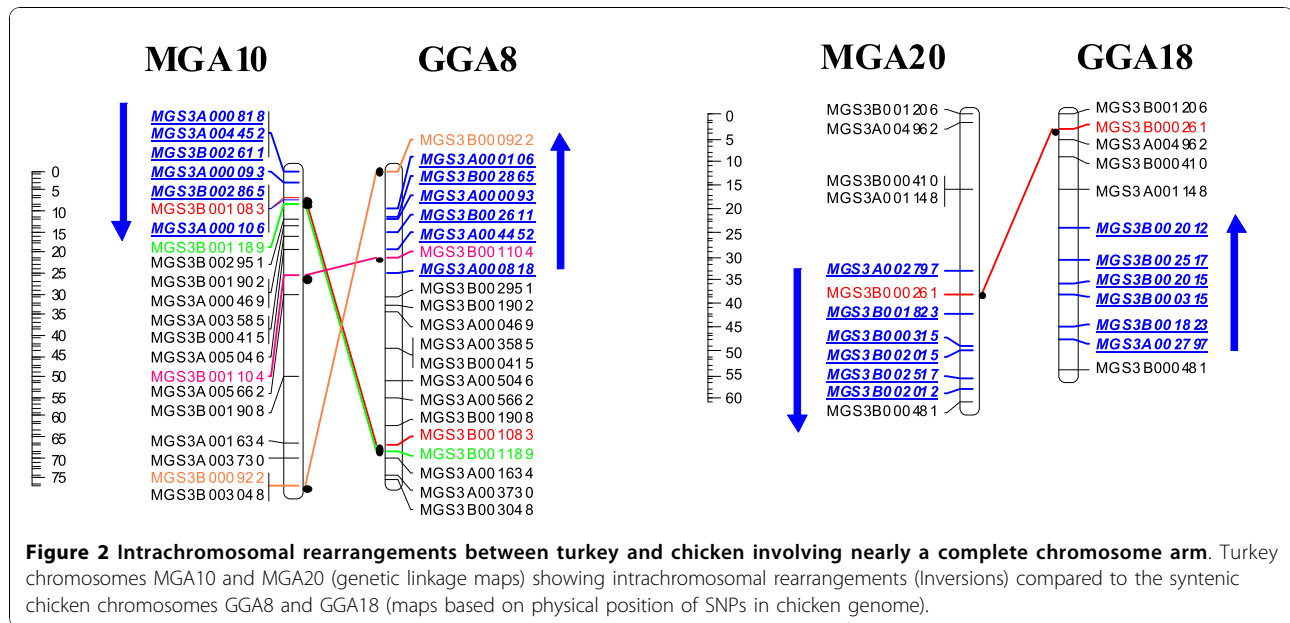 MGA10
GGA8
MGA20
GGA18
MGS3A000818
MGS3A004452
MGS3B002611
MGS3A000093
MGS3B002865
MGS3B001083
MGS3A000106
MGS3B001189
MGS3B002951
MGS3B001902
MGS3A000469
MGS3A003585
MGS3B000415
MGS3A005046
MGS3B001104
MGS3A005662
MGS3B001908
MGS3A001634
MGS3A003730
MGS3B000922
MGS3B003048
0
5
10
15
20
25
30
35
40
45
50
55
60
65
70
75
MGS3B000922
MGS3A000106
MGS3B002865
MGS3A000093
MGS3B002611
MGS3A004452
MGS3B001104
MGS3A000818
MGS3B002951
MGS3B001902
MGS3A000469
MGS3A003585
MGS3B000415
MGS3A005046
MGS3A005662
MGS3B001908
MGS3B001083
MGS3B001189
MGS3A001634
MGS3A003730
MGS3B003048
0
5
10
15
20
25
30
35
40
45
50
55
60
MGS3B001206
MGS3A004962
MGS3B000410
MGS3A001148
MGS3A002797
MGS3B000261
MGS3B001823
MGS3B000315
MGS3B002015
MGS3B002517
MGS3B002012
MGS3B000481
MGS3B001206
MGS3B000261
MGS3A004962
MGS3B000410
MGS3A001148
MGS3B002012
MGS3B002517
MGS3B002015
MGS3B000315
MGS3B001823
MGS3A002797
MGS3B000481
Figure 2 Intrachromosomal rearrangements between turkey and chicken involving nearly a complete chromosome arm. Turkey
chromosomes MGA10 and MGA20 (genetic linkage maps) showing intrachromosomal rearrangements (Inversions) compared to the syntenic
chicken chromosomes GGA8 and GGA18 (maps based on physical position of SNPs in chicken genome).